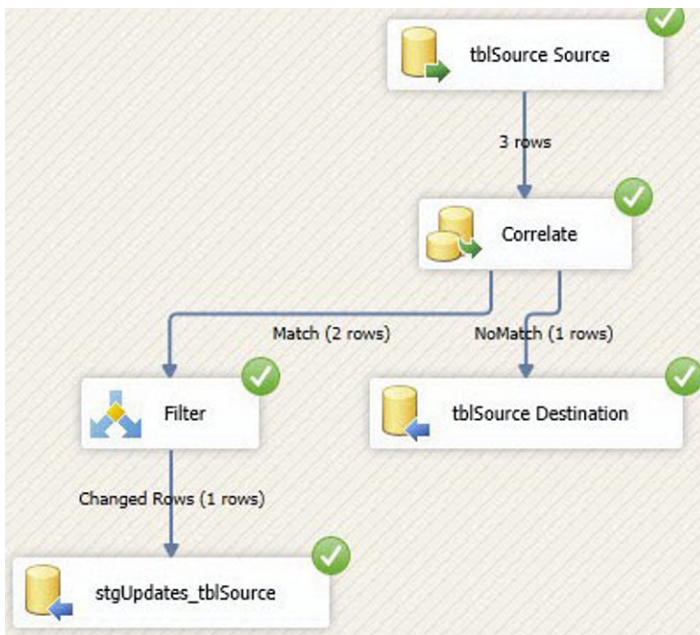 tblSource Source
3 rows
Correlate
Match (2 rows)
NoMatch (1 rows)
Filter
tblSource Destination
Changed Rows (1 rows)
stgUpdates_tblSource